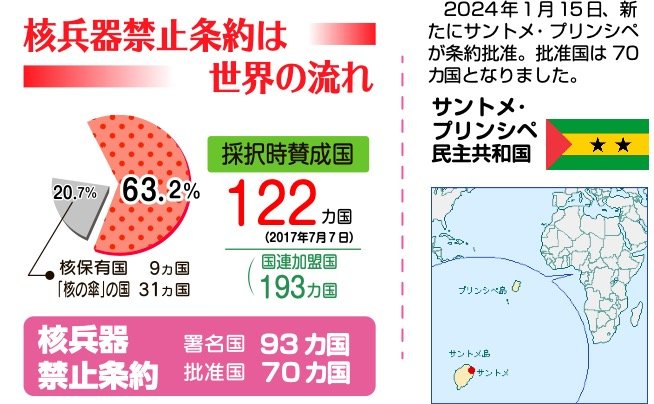 核兵器禁止条約は
世界の流れ
63.2%
20.7%
核保有国 9ヵ国
「核の傘」の国 31ヵ国
採択時賛成国
122ヵ国
(2017年7月7日)
国連加盟国
193ヵ国
核兵器
禁止条約
署名国 93カ国
批准国 70カ国
2024年1月15日、新
たにサントメ・プリンシペ
が条約批准。批准国は70
カ国となりました。
サントメ・
プリンシペ
民主共和国
プリンシペ島
サントメ島
サントメ